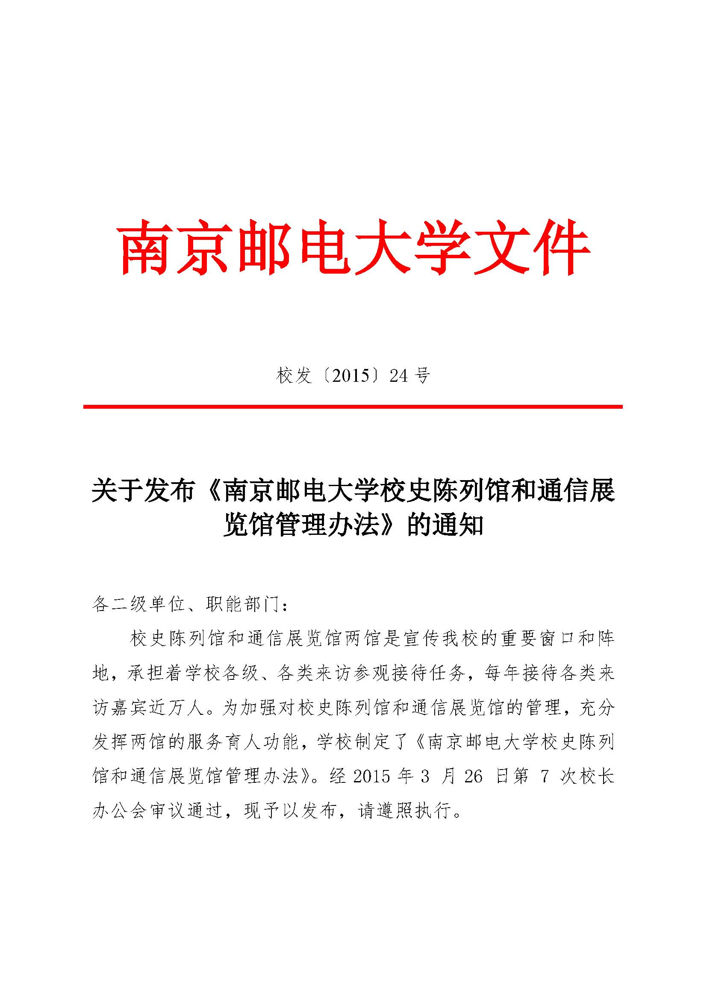 南京邮电大学文件
校发〔2015〕24 号
关于发布《南京邮电大学校史陈列馆和通信展
览馆管理办法》的通知
各二级单位、职能部门：
校史陈列馆和通信展览馆两馆是宣传我校的重要窗口和阵
地，承担着学校各级、各类来访参观接待任务，每年接待各类来
访嘉宾近万人。为加强对校史陈列馆和通信展览馆的管理，充分
发挥两馆的服务育人功能，学校制定了《南京邮电大学校史陈列
馆和通信展览馆管理办法》。经 2015 年 3 月 26 日第 7 次校长
办公会审议通过，现予以发布，请遵照执行。